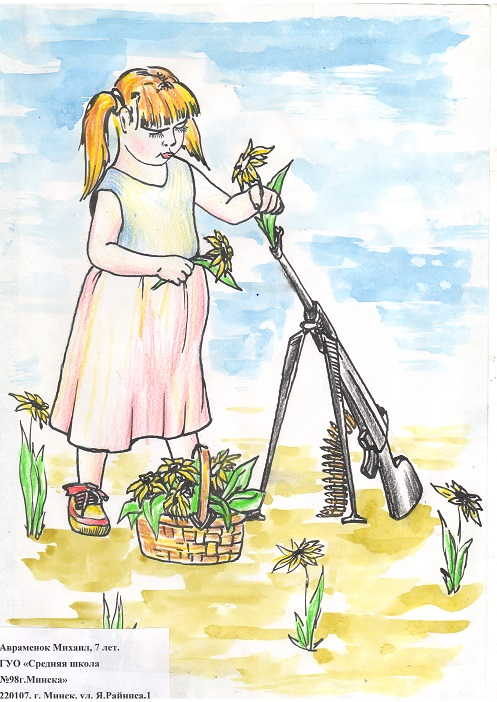 Авраменок Михаил, 7 лет.
ГУО «Средняя школа
№98г.Минска»
220107, г. Минск, ул. Я.Райниса,1